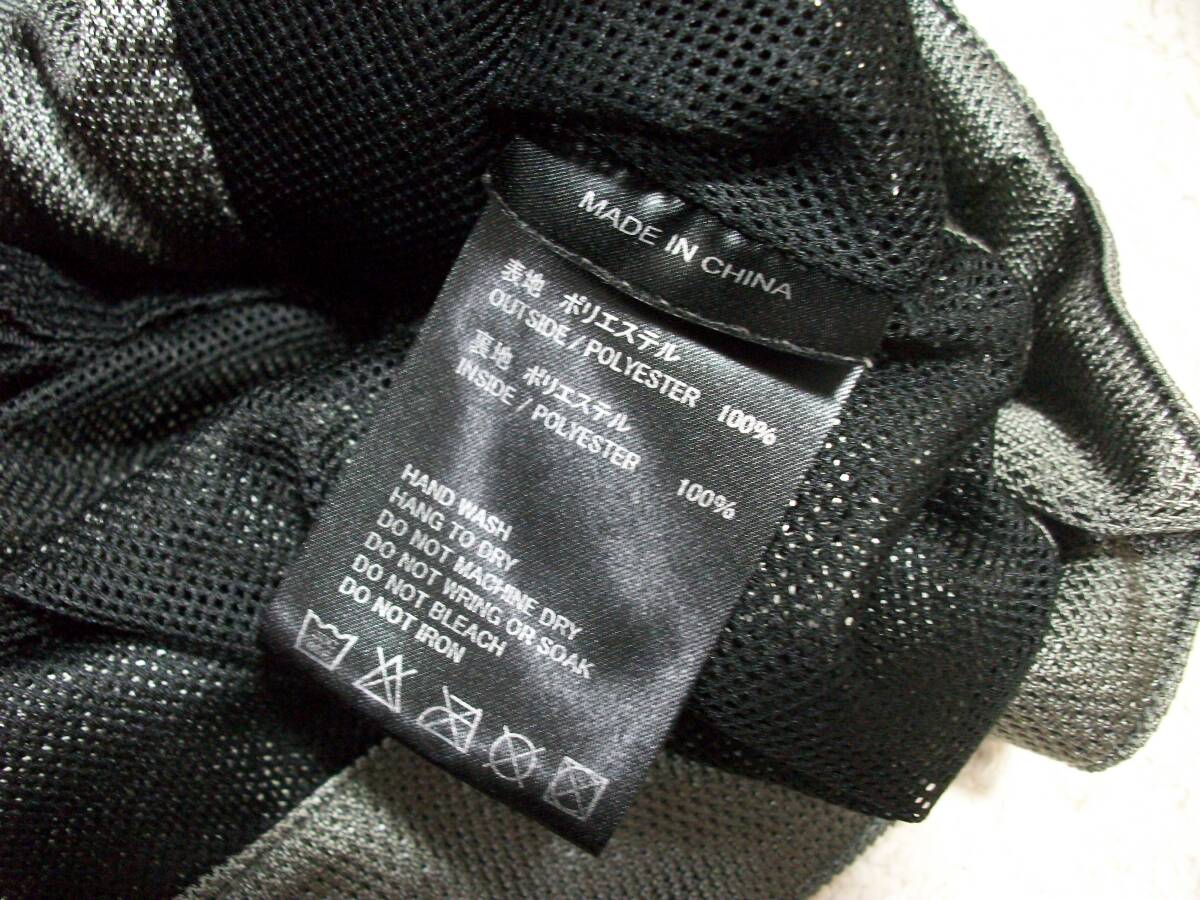 MADE IN CHINA
表地 ポリエステル
OUTSIDE / POLYESTER 100%
裏地 ポリエステル
INSIDE / POLYESTER 100%
HAND WASH
HANG TO DRY
DO NOT MACHINE DRY
DO NOT WRING OR SOAK
DO NOT BLEACH
DO NOT IRON